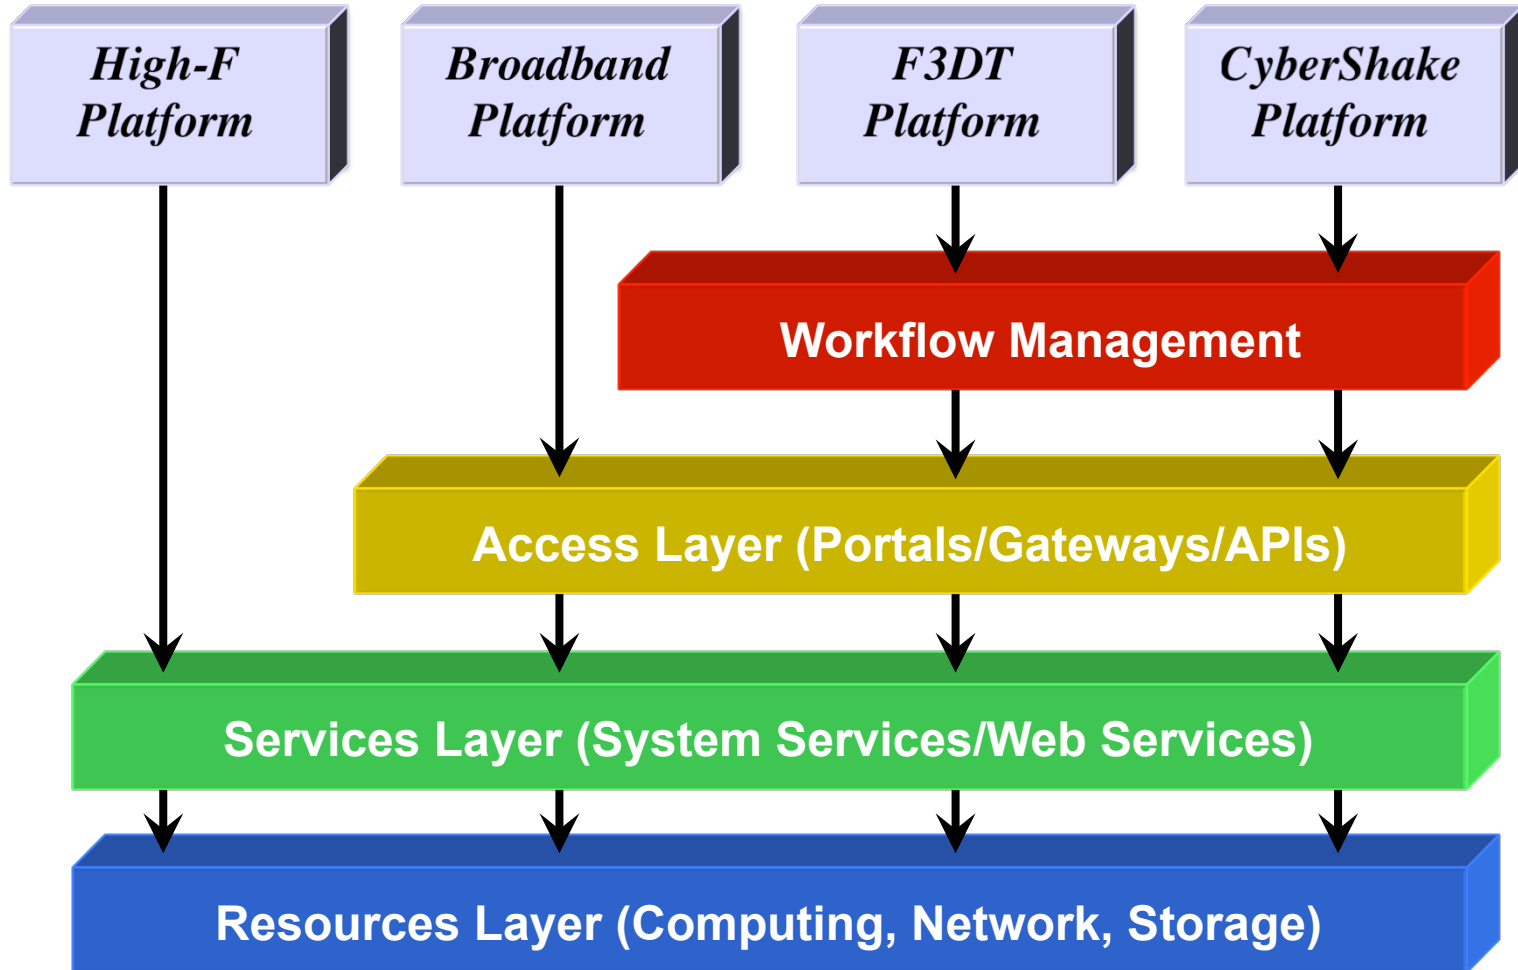 High-F
Platform
Broadband
Platform
F3DT
Platform
CyberShake
Platform
Workflow Management
Access Layer (Portals/Gateways/APIs)
Services Layer (System Services/Web Services)
Resources Layer (Computing, Network, Storage)